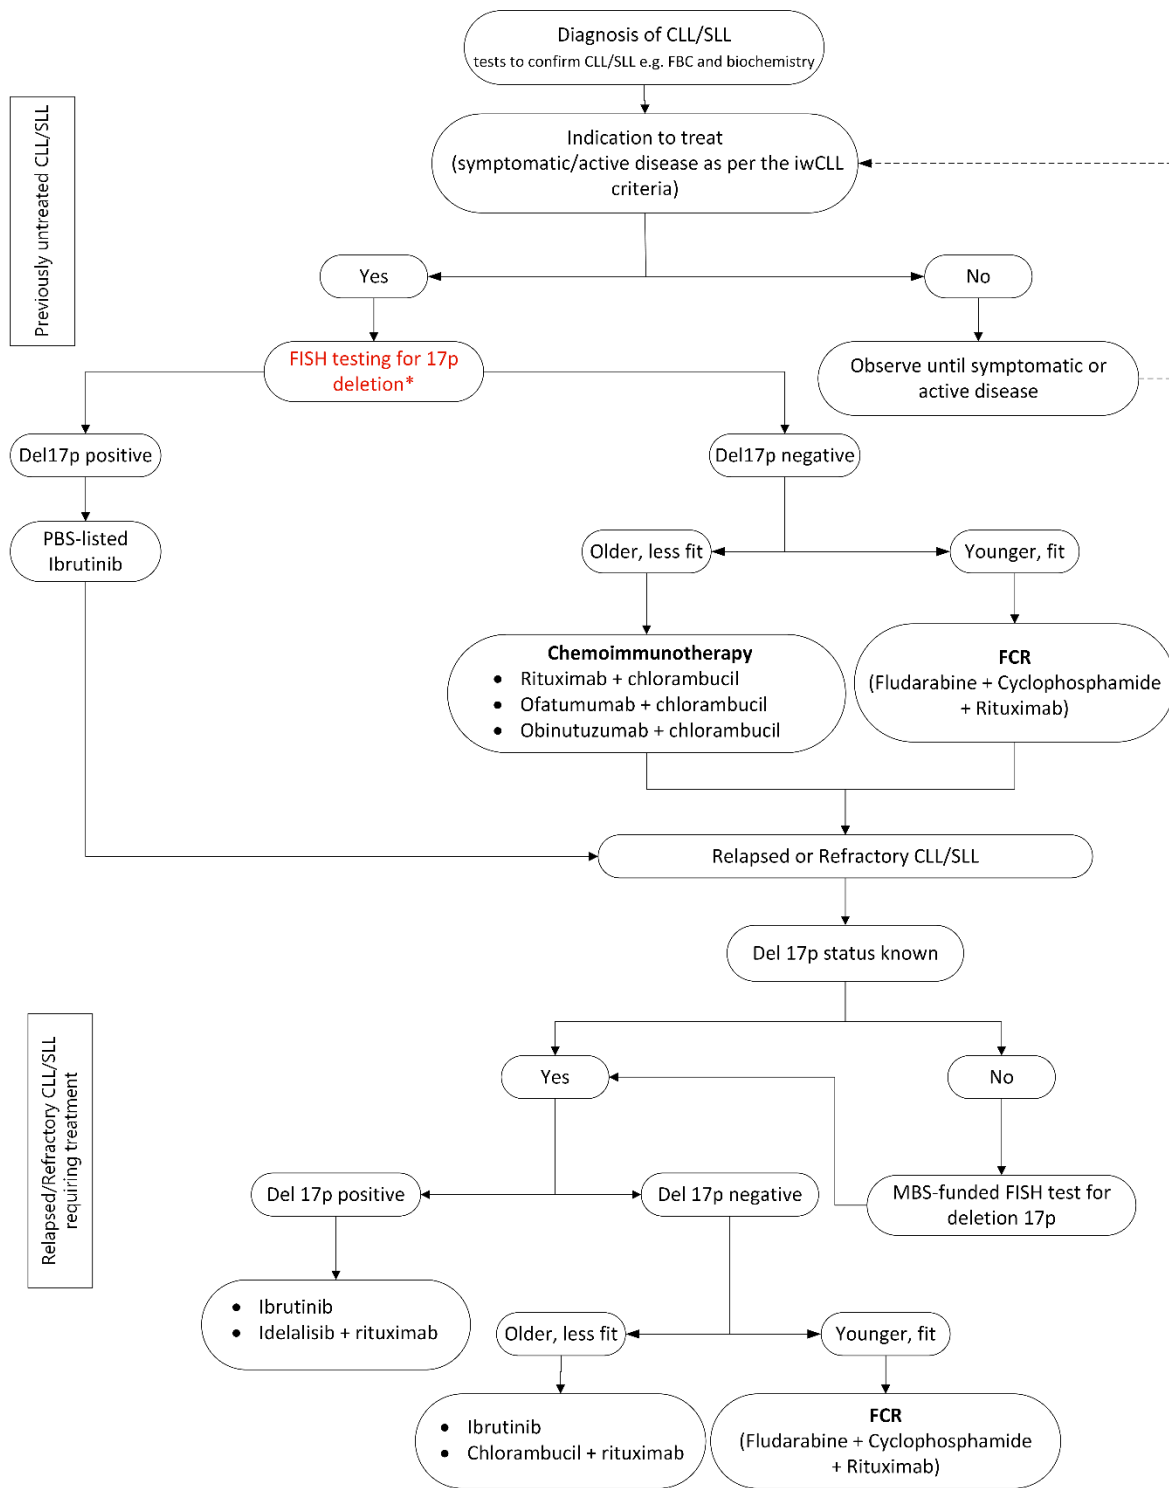 Diagnosis of CLL/SLL
tests to confirm CLL/SLL e.g. FBC and biochemistry
Previously untreated CLL/SLL
Indication to treat
(symptomatic/active disease as per the iwCLL
criteria)
Yes
No
FISH testing for 17p
deletion*
Observe until symptomatic or
active disease
Del17p positive
Del17p negative
PBS-listed
Ibrutinib
Older, less fit
Younger, fit
Chemoimmunotherapy
• Rituximab + chlorambucil
• Ofatumumab + chlorambucil
• Obinutuzumab + chlorambucil
FCR
(Fludarabine + Cyclophosphamide
+ Rituximab)
Relapsed or Refractory CLL/SLL
Del 17p status known
Relapsed/Refractory CLL/SLL
requiring treatment
Yes
No
Del 17p positive
Del 17p negative
MBS-funded FISH test for
deletion 17p
• Ibrutinib
• Idelalisib + rituximab
Older, less fit
Younger, fit
• Ibrutinib
• Chlorambucil + rituximab
FCR
(Fludarabine + Cyclophosphamide
+ Rituximab)